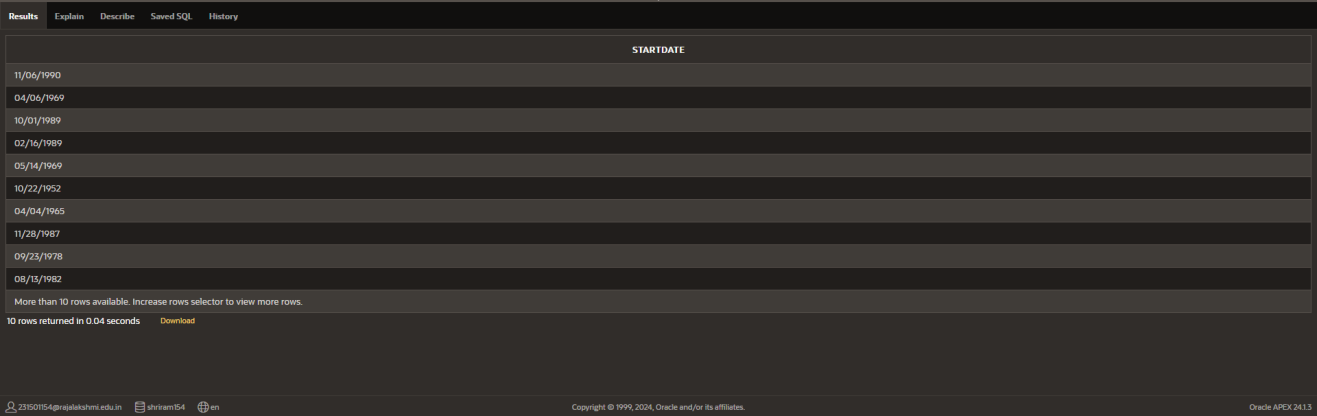 Results Explain Describe Saved SQL History
STARTDATE
11/06/1990
04/06/1969
10/01/1989
02/16/1989
05/14/1969
10/22/1952
04/04/1965
11/28/1987
09/23/1978
08/13/1982
More than 10 rows available. Increase rows selector to view more rows.
10 rows returned in 0.04 seconds Download
231501154@rajalakshmi.edu.in shriram154 en Copyright © 1999, 2024, Oracle and/or its affiliates. Oracle APEX 24.1.3